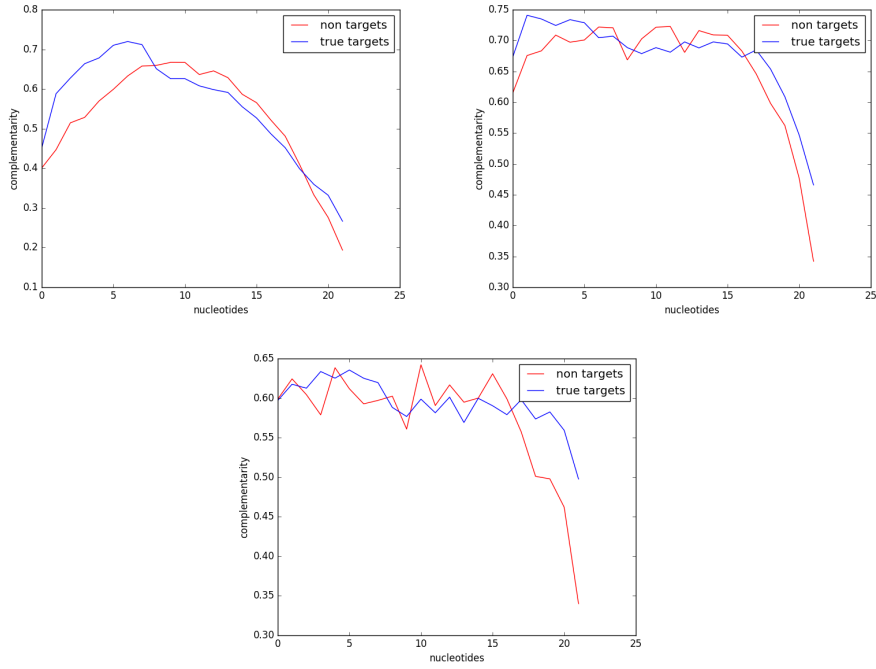 0.8
0.7
0.6
0.5
0.4
0.3
0.2
0.1
complementarity
0 5 10 15 20 25
nucleotides
non targets
true targets
0.75
0.70
0.65
0.60
0.55
0.50
0.45
0.40
0.35
0.30
complementarity
0 5 10 15 20 25
nucleotides
non targets
true targets
0.65
0.60
0.55
0.50
0.45
0.40
0.35
0.30
complementarity
0 5 10 15 20 25
nucleotides
non targets
true targets